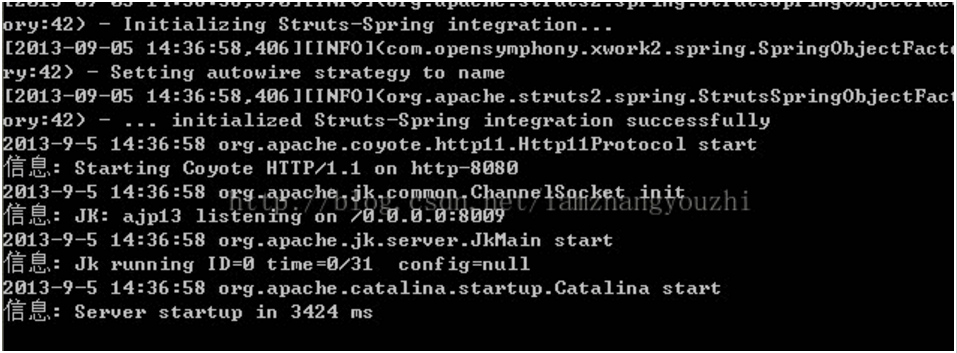 ory:42) - Initializing Struts-Spring integration...
[2013-09-05 14:36:58,406][INFO](com.opensymphony.xwork2.spring.SpringObjectFacto
ry:42) - Setting autowire strategy to name
[2013-09-05 14:36:58,406][INFO](org.apache.struts2.spring.StrutsSpringObjectFact
ory:42) - ... initialized Struts-Spring integration successfully
2013-9-5 14:36:58 org.apache.coyote.http11.Http11Protocol start
信息: Starting Coyote HTTP/1.1 on http-8080
2013-9-5 14:36:58 org.apache.jk.common.ChannelSocket init
http://blog.csdn.net/iamzhangyouzhi
信息: JK: ajp13 listening on /0.0.0.0:8009
2013-9-5 14:36:58 org.apache.jk.server.JkMain start
信息: Jk running ID=0 time=0/31  config=null
2013-9-5 14:36:58 org.apache.catalina.startup.Catalina start
信息: Server startup in 3424 ms